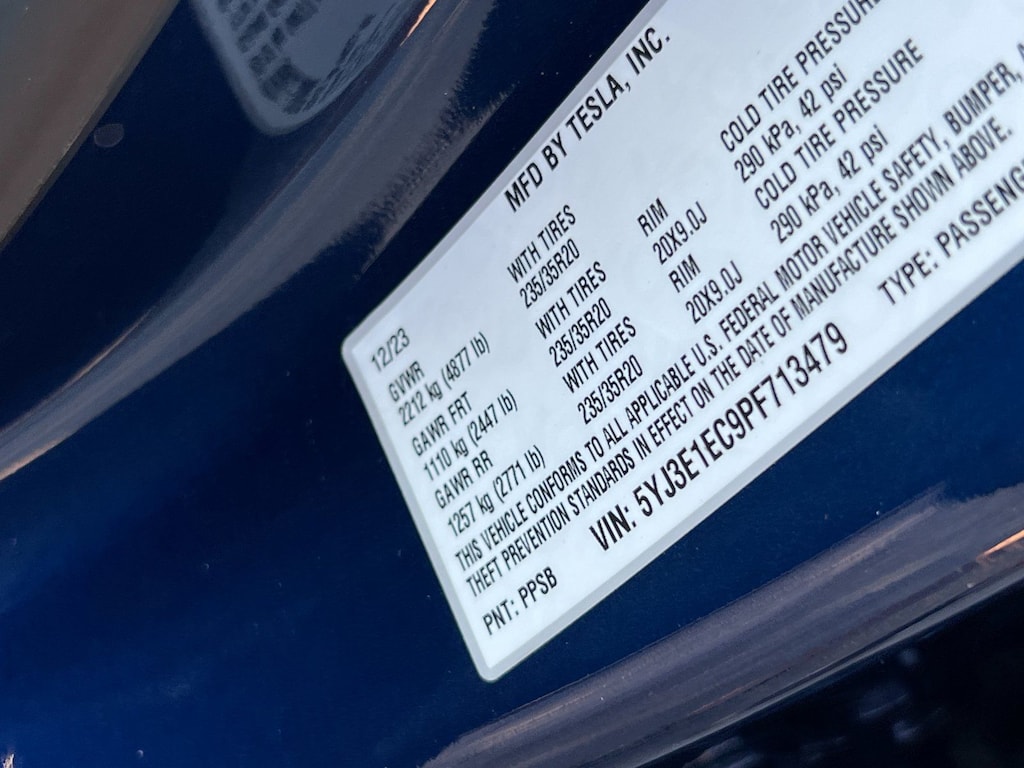 MFD BY TESLA, INC.
12/23
GVWR
2212 kg (4877 lb)
GAWR FRT WITH TIRES RIM COLD TIRE PRESSURE
1110 kg (2447 lb) 235/35R20 20X9.0J 290 kPa, 42 psi
GAWR RR WITH TIRES RIM COLD TIRE PRESSURE
1257 kg (2771 lb) 235/35R20 20X9.0J 290 kPa, 42 psi
WITH TIRES
235/35R20
THIS VEHICLE CONFORMS TO ALL APPLICABLE U.S. FEDERAL MOTOR VEHICLE SAFETY, BUMPER,
THEFT PREVENTION STANDARDS IN EFFECT ON THE DATE OF MANUFACTURE SHOWN ABOVE.
VIN: 5YJ3E1EC9PF713479
TYPE: PASSENGE
PNT: PPSB